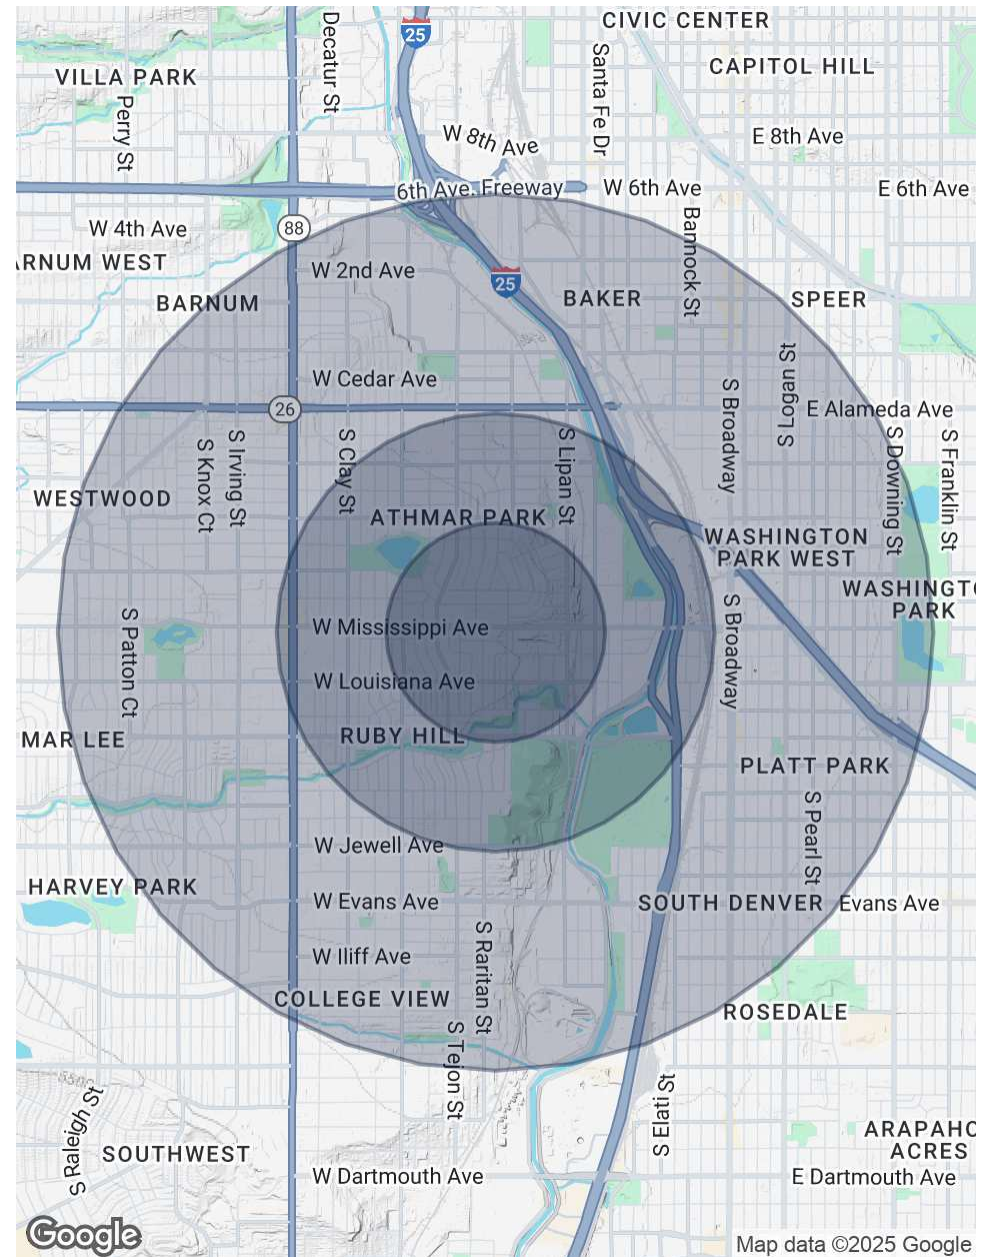 CIVIC CENTER
25
Decatur St
Santa Fe Dr
CAPITOL HILL
VILLA PARK
Perry St
W 8th Ave
E 8th Ave
6th Ave. Freeway
W 6th Ave
E 6th Ave
W 4th Ave
88
Bannock St
ARNUM WEST
W 2nd Ave
25
BAKER
SPEER
BARNUM
S Logan St
W Cedar Ave
26
E Alameda Ave
S Broadway
S Knox Ct
S Irving St
S Clay St
S Lipan St
S Downing St
S Franklin St
WESTWOOD
ATHMAR PARK
WASHINGTON
PARK WEST
WASHINGTO
PARK
S Patton Ct
W Mississippi Ave
S Broadway
W Louisiana Ave
MAR LEE
RUBY HILL
PLATT PARK
S Pearl St
W Jewell Ave
HARVEY PARK
W Evans Ave
SOUTH DENVER
Evans Ave
S Raritan St
W Iliff Ave
COLLEGE VIEW
ROSEDALE
S Tejon St
5500
S Raleigh St
S Elati St
SOUTHWEST
ARAPAHO
ACRES
W Dartmouth Ave
E Dartmouth Ave
Google
Map data ©2025 Google